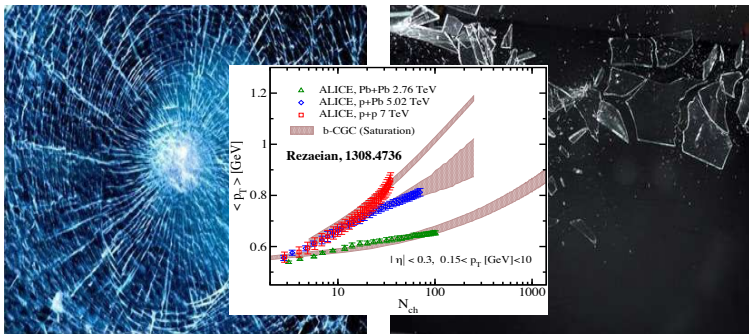 1.2
1
0.8
0.6
< p_T > [GeV]
ALICE, Pb+Pb 2.76 TeV
ALICE, p+Pb 5.02 TeV
ALICE, p+p 7 TeV
b-CGC (Saturation)
Rezaeian, 1308.4736
| η| < 0.3, 0.15< p_T [GeV]<10
10 100 1000
N_ch